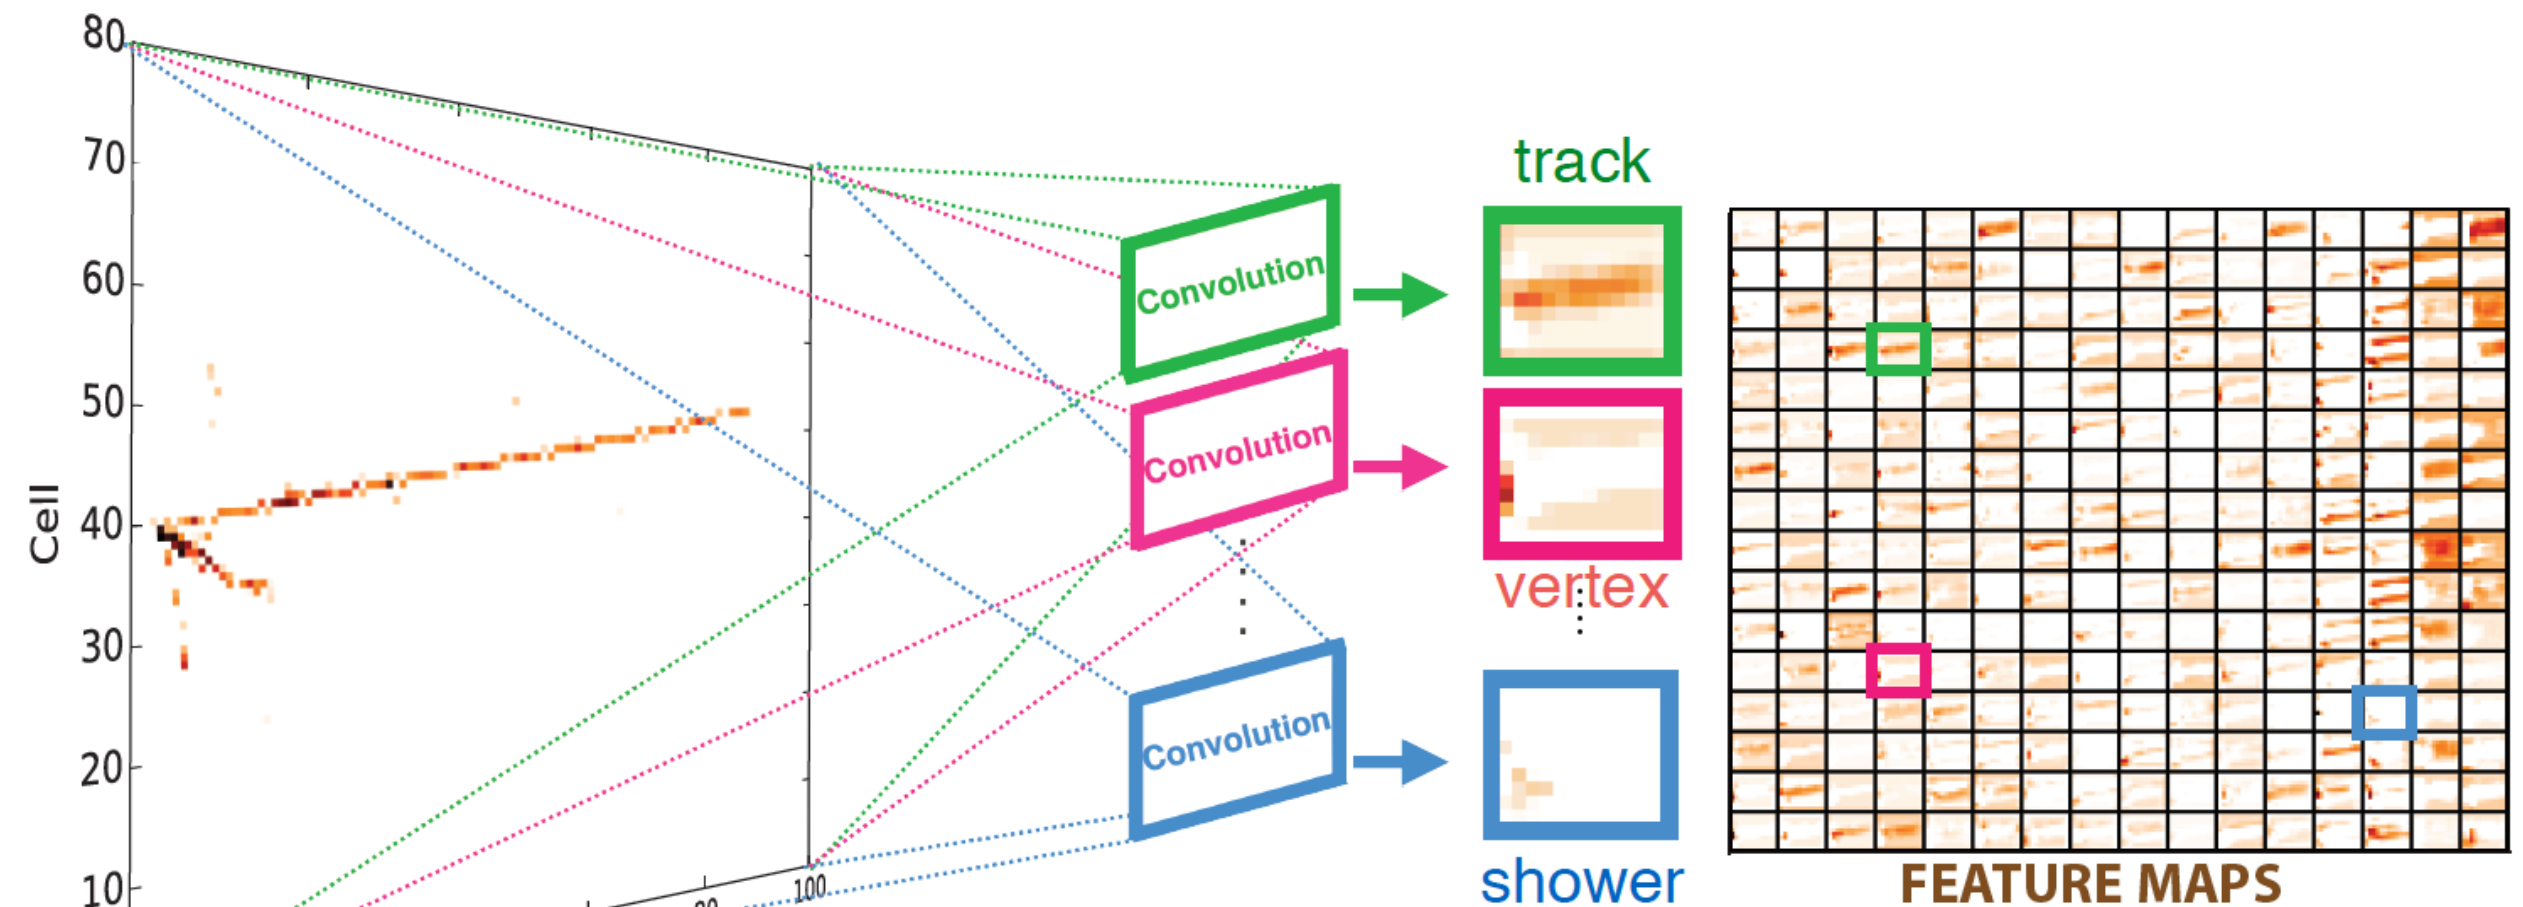 80
70
60
50
40
30
20
10
Cell
100
Convolution
Convolution
Convolution
track
vertex
shower
FEATURE MAPS